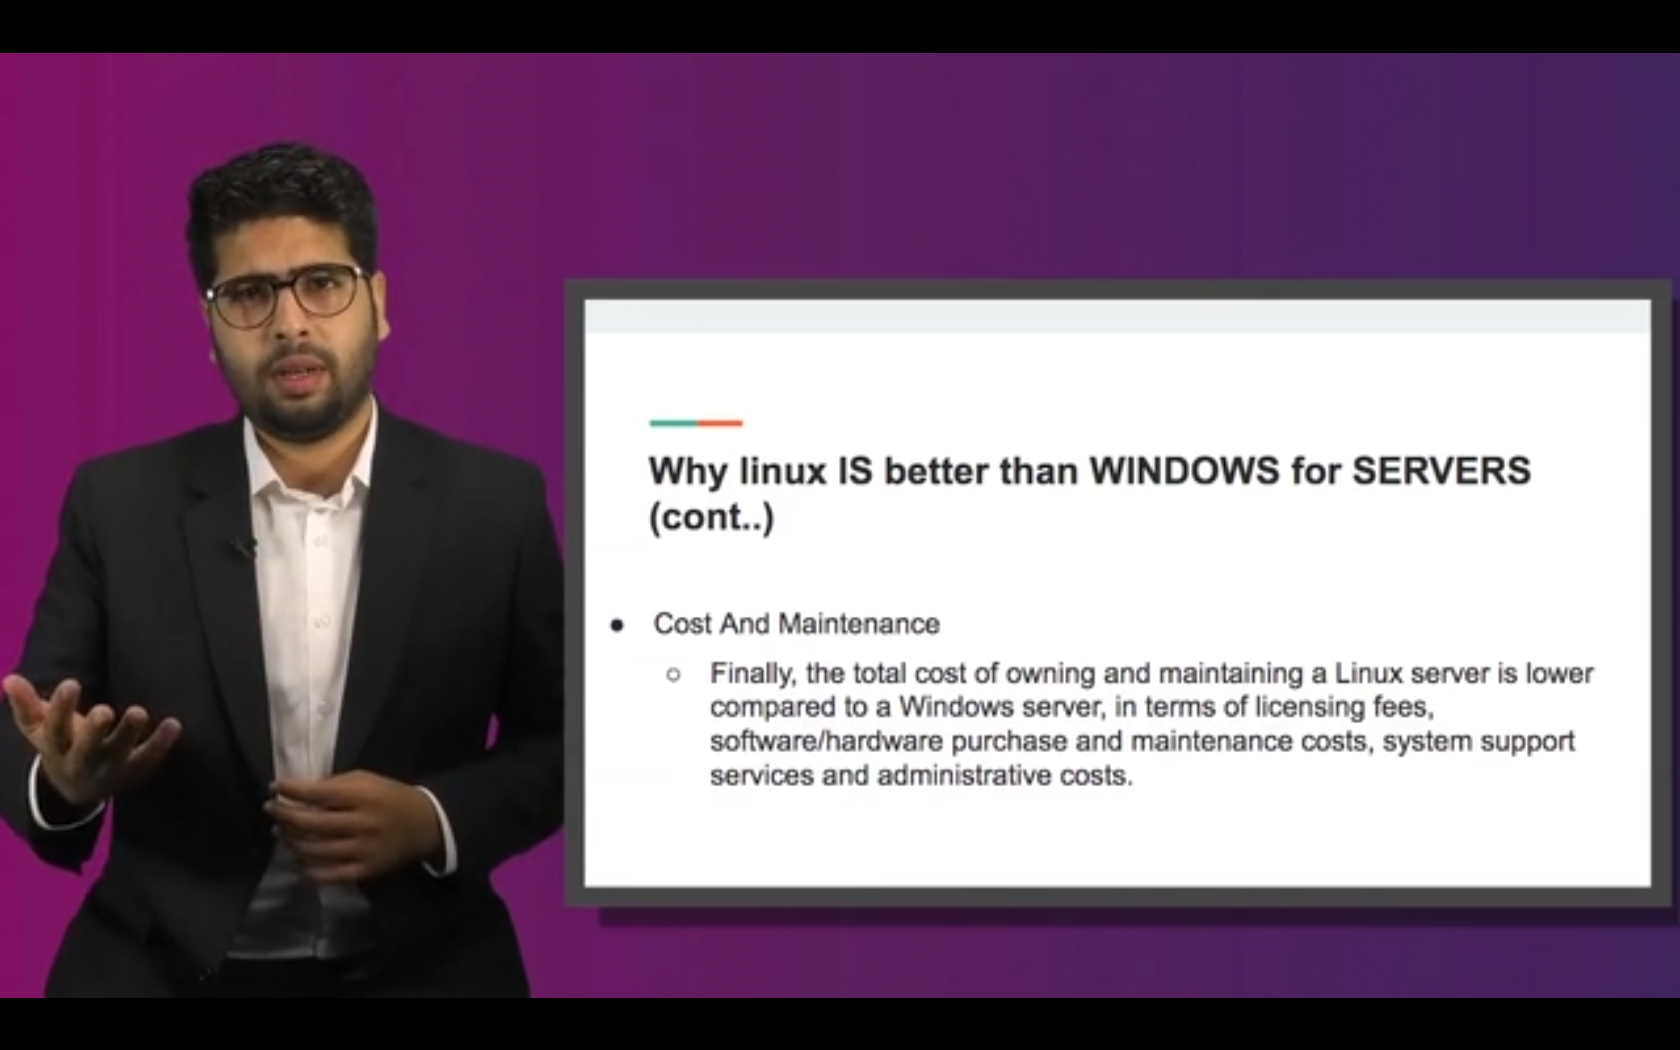 Why linux IS better than WINDOWS for SERVERS
(cont..)
● Cost And Maintenance
○ Finally, the total cost of owning and maintaining a Linux server is lower
compared to a Windows server, in terms of licensing fees,
software/hardware purchase and maintenance costs, system support
services and administrative costs.